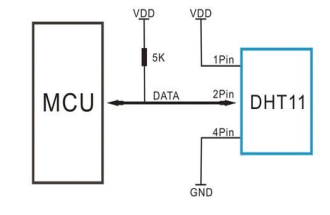 VDD
VDD
5K
1Pin
MCU
DATA
2Pin
DHT11
4Pin
GND